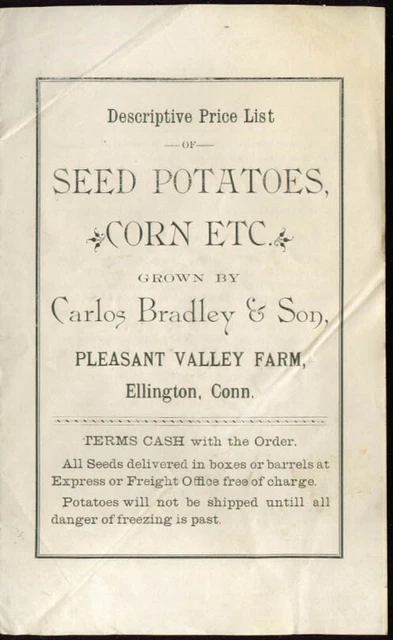 Descriptive Price List
—OF—
SEED POTATOES,
CORN ETC.
GROWN BY
Carlos Bradley & Son,
PLEASANT VALLEY FARM,
Ellington, Conn.
TERMS CASH with the Order.
All Seeds delivered in boxes or barrels at
Express or Freight Office free of charge.
Potatoes will not be shipped untill all
danger of freezing is past.